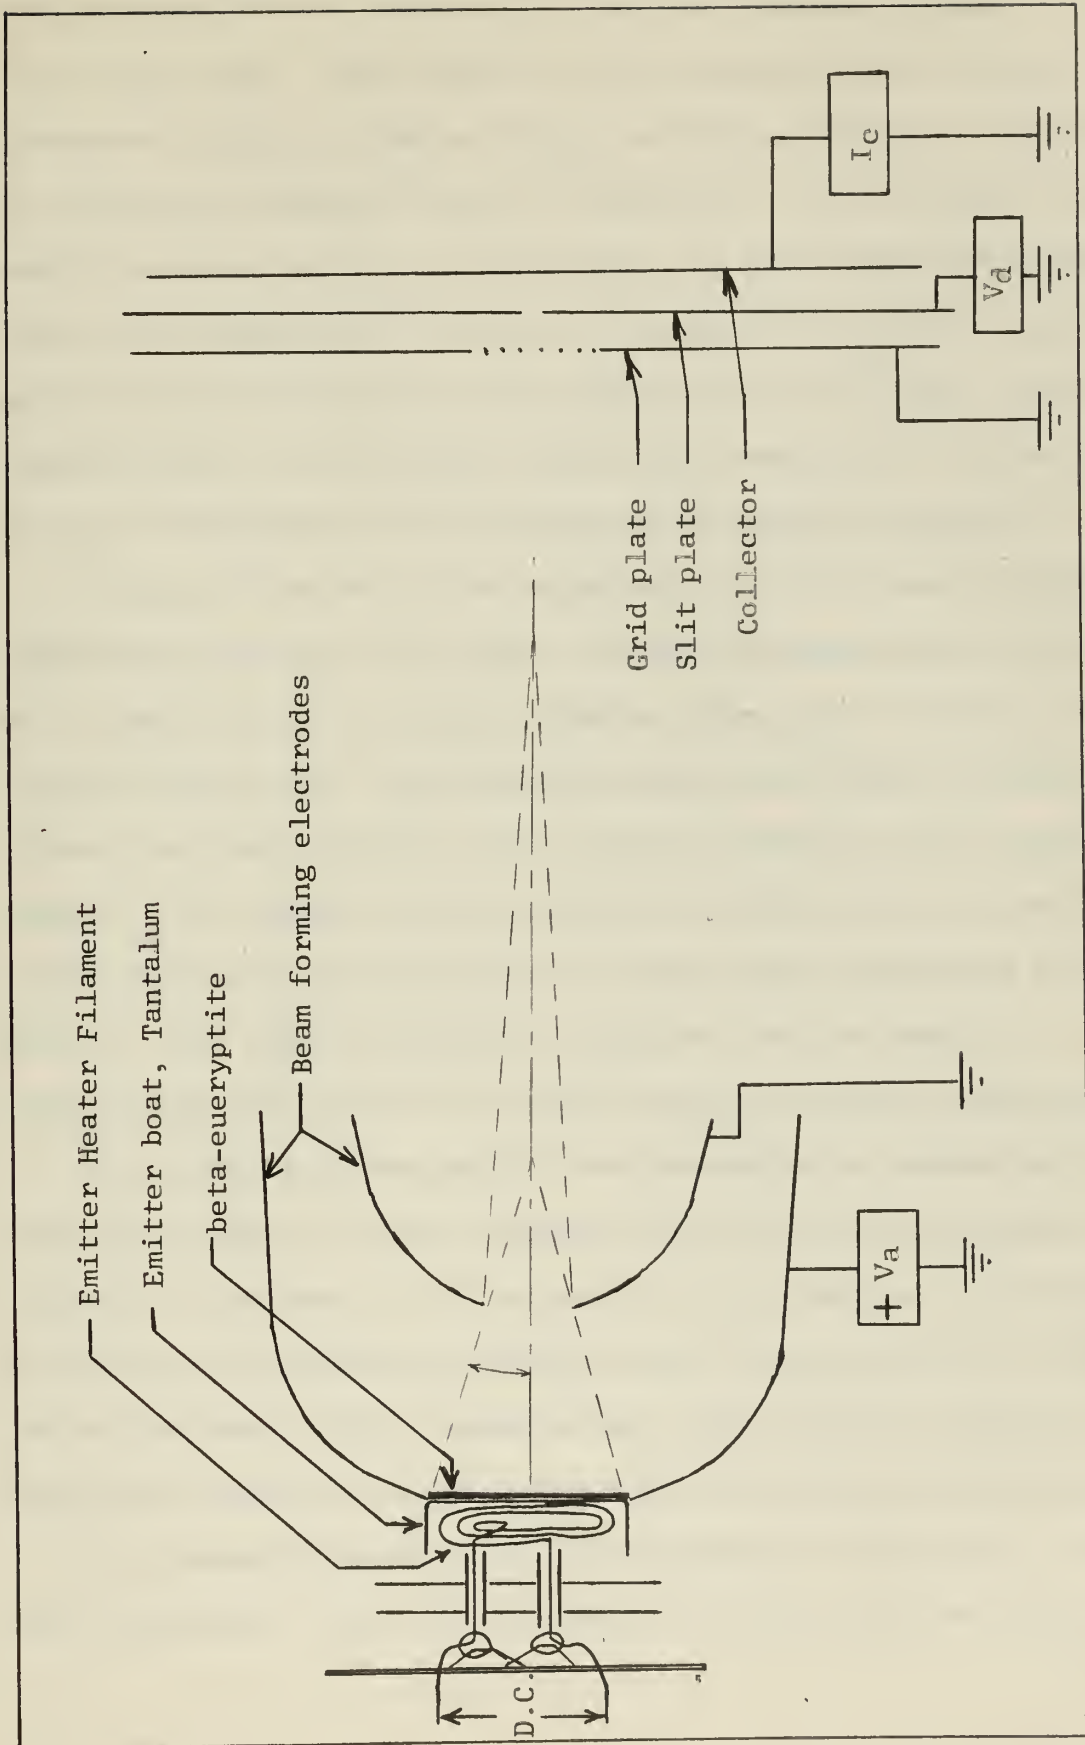 Emitter Heater Filament
Emitter boat, Tantalum
beta-eueryptite
Beam forming electrodes
Grid plate
Slit plate
Collector
D.C.
+ Va
Vd
Ic